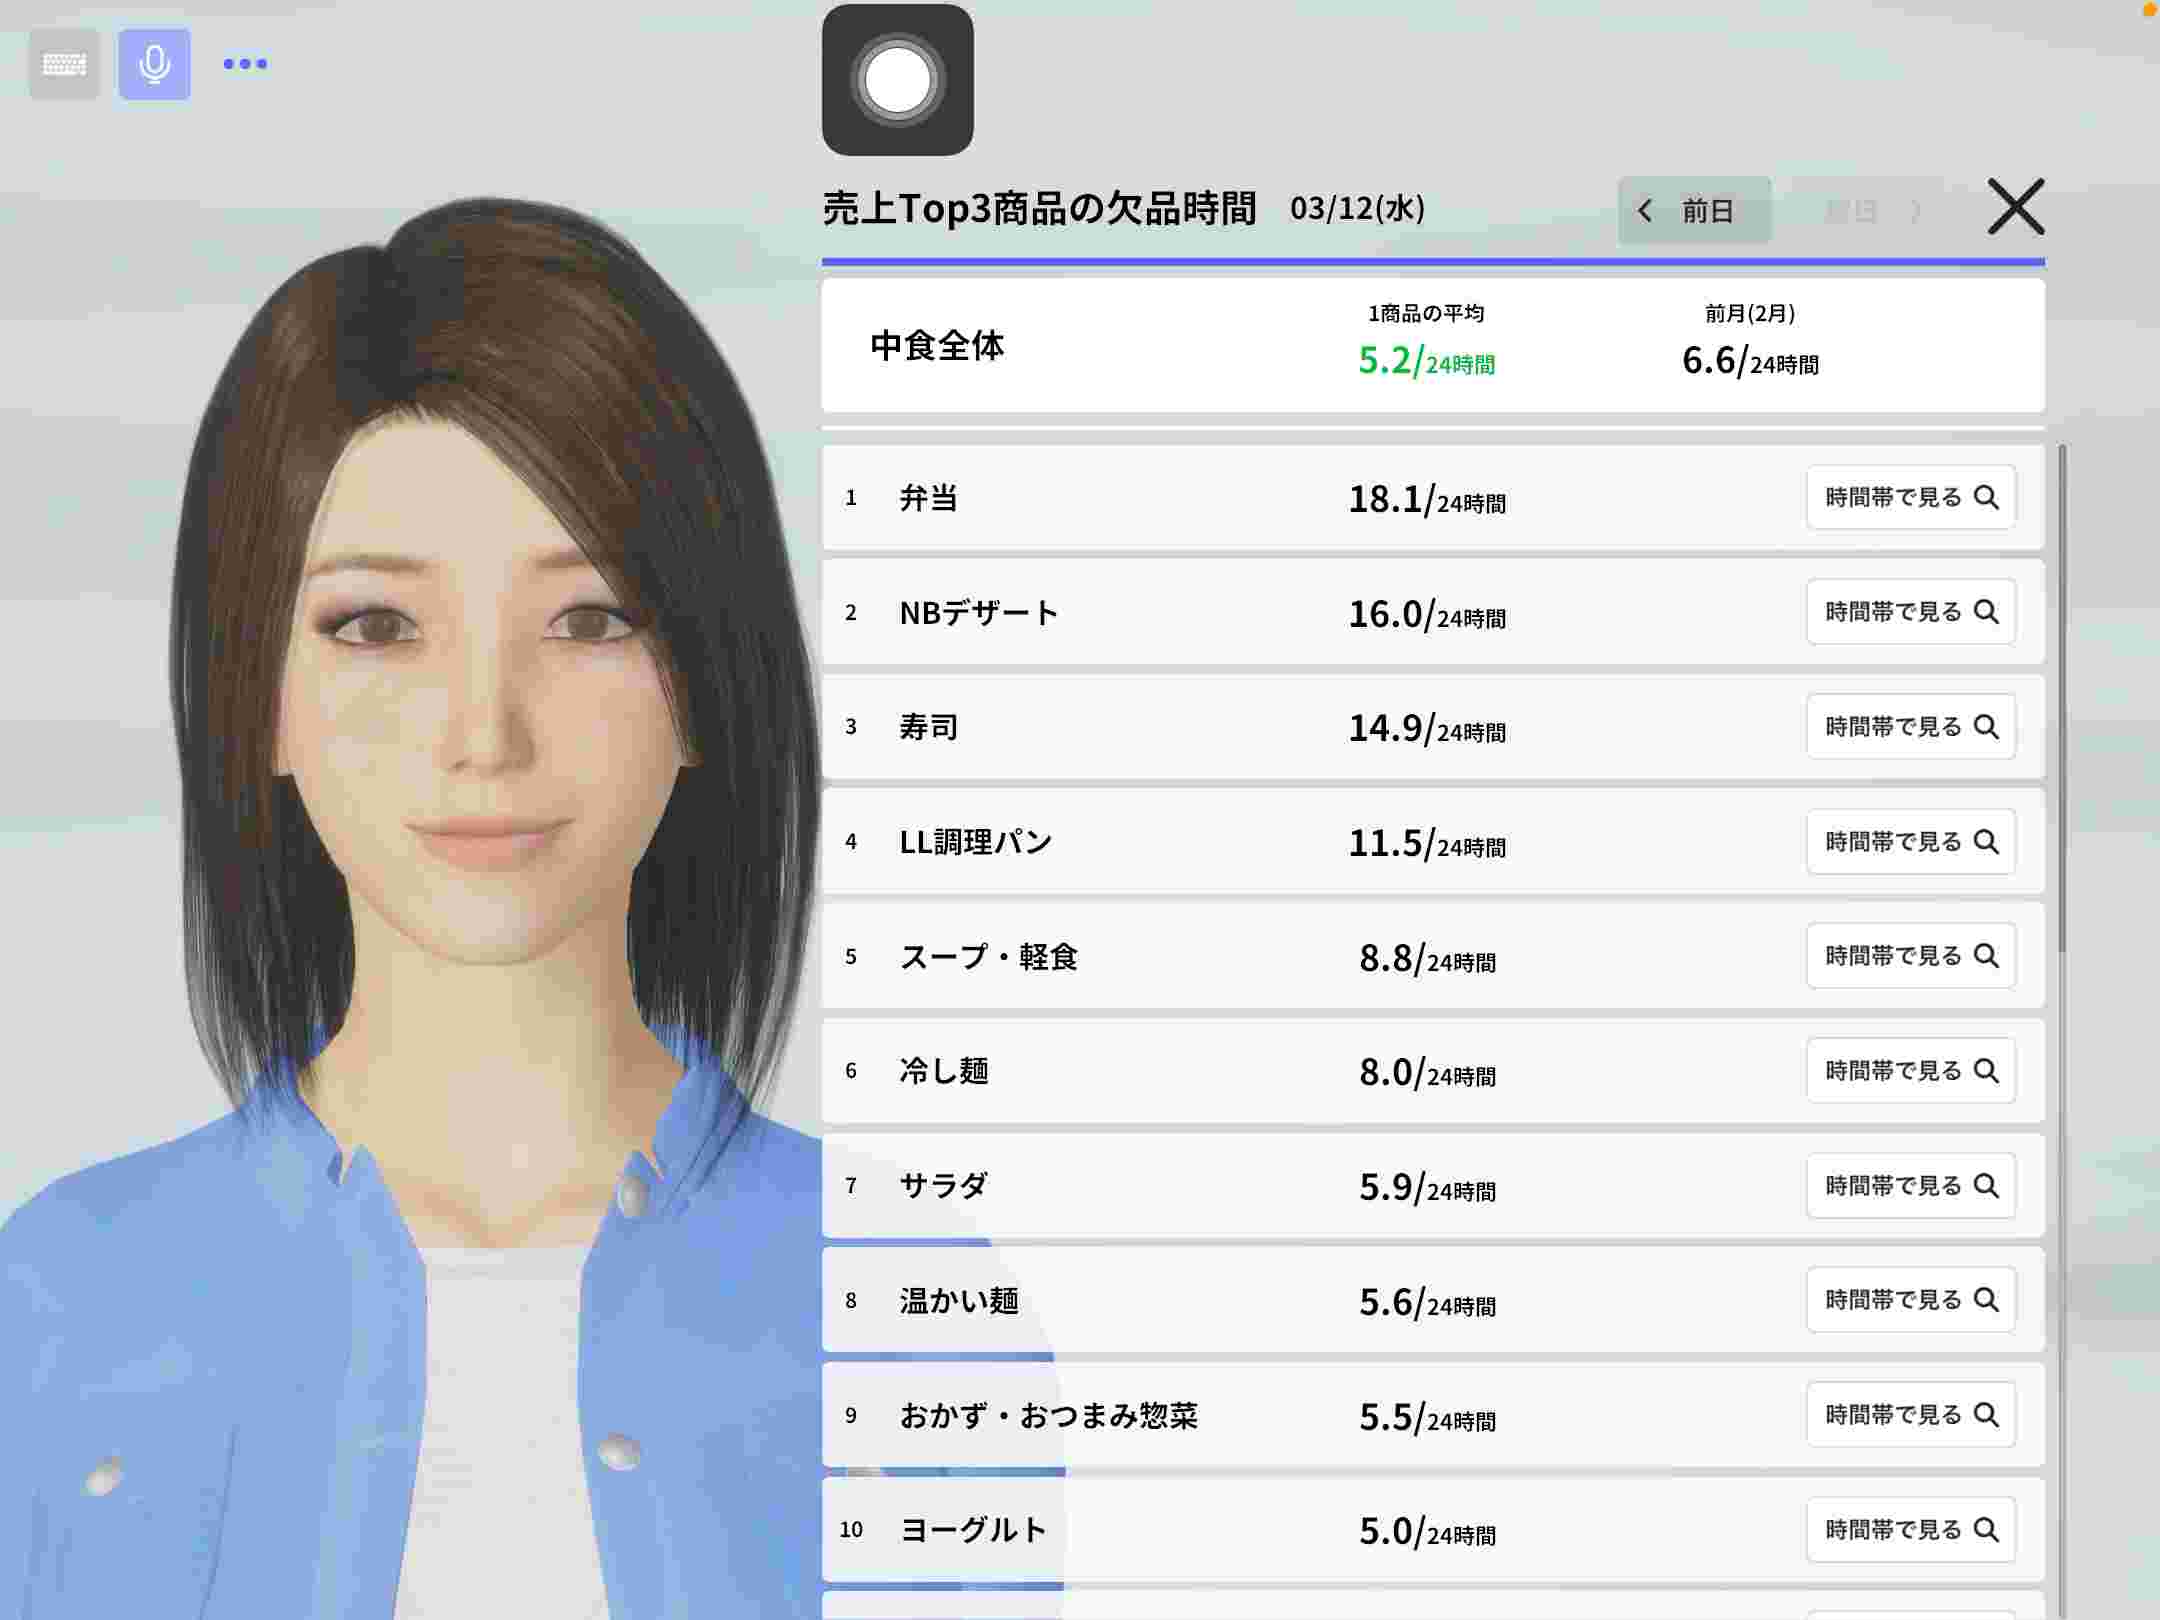 売上Top3商品の欠品時間 03/12(水) 前日 翌日
中食全体
1商品の平均
5.2/24時間
前月(2月)
6.6/24時間
1 弁当 18.1/24時間 時間帯で見る
2 NBデザート 16.0/24時間 時間帯で見る
3 寿司 14.9/24時間 時間帯で見る
4 LL調理パン 11.5/24時間 時間帯で見る
5 スープ・軽食 8.8/24時間 時間帯で見る
6 冷し麺 8.0/24時間 時間帯で見る
7 サラダ 5.9/24時間 時間帯で見る
8 温かい麺 5.6/24時間 時間帯で見る
9 おかず・おつまみ惣菜 5.5/24時間 時間帯で見る
10 ヨーグルト 5.0/24時間 時間帯で見る